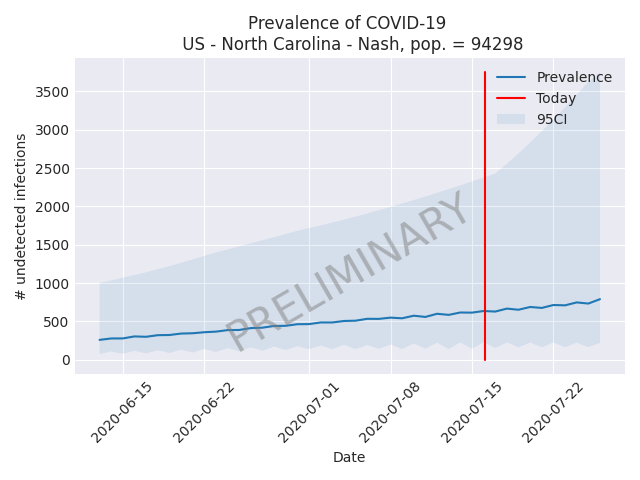 Prevalence of COVID-19
US - North Carolina - Nash, pop. = 94298
Prevalence
Today
95CI
3500
3000
2500
2000
1500
1000
500
0
# undetected infections
PRELIMINARY
2020-06-15
2020-06-22
2020-07-01
2020-07-08
2020-07-15
2020-07-22
Date